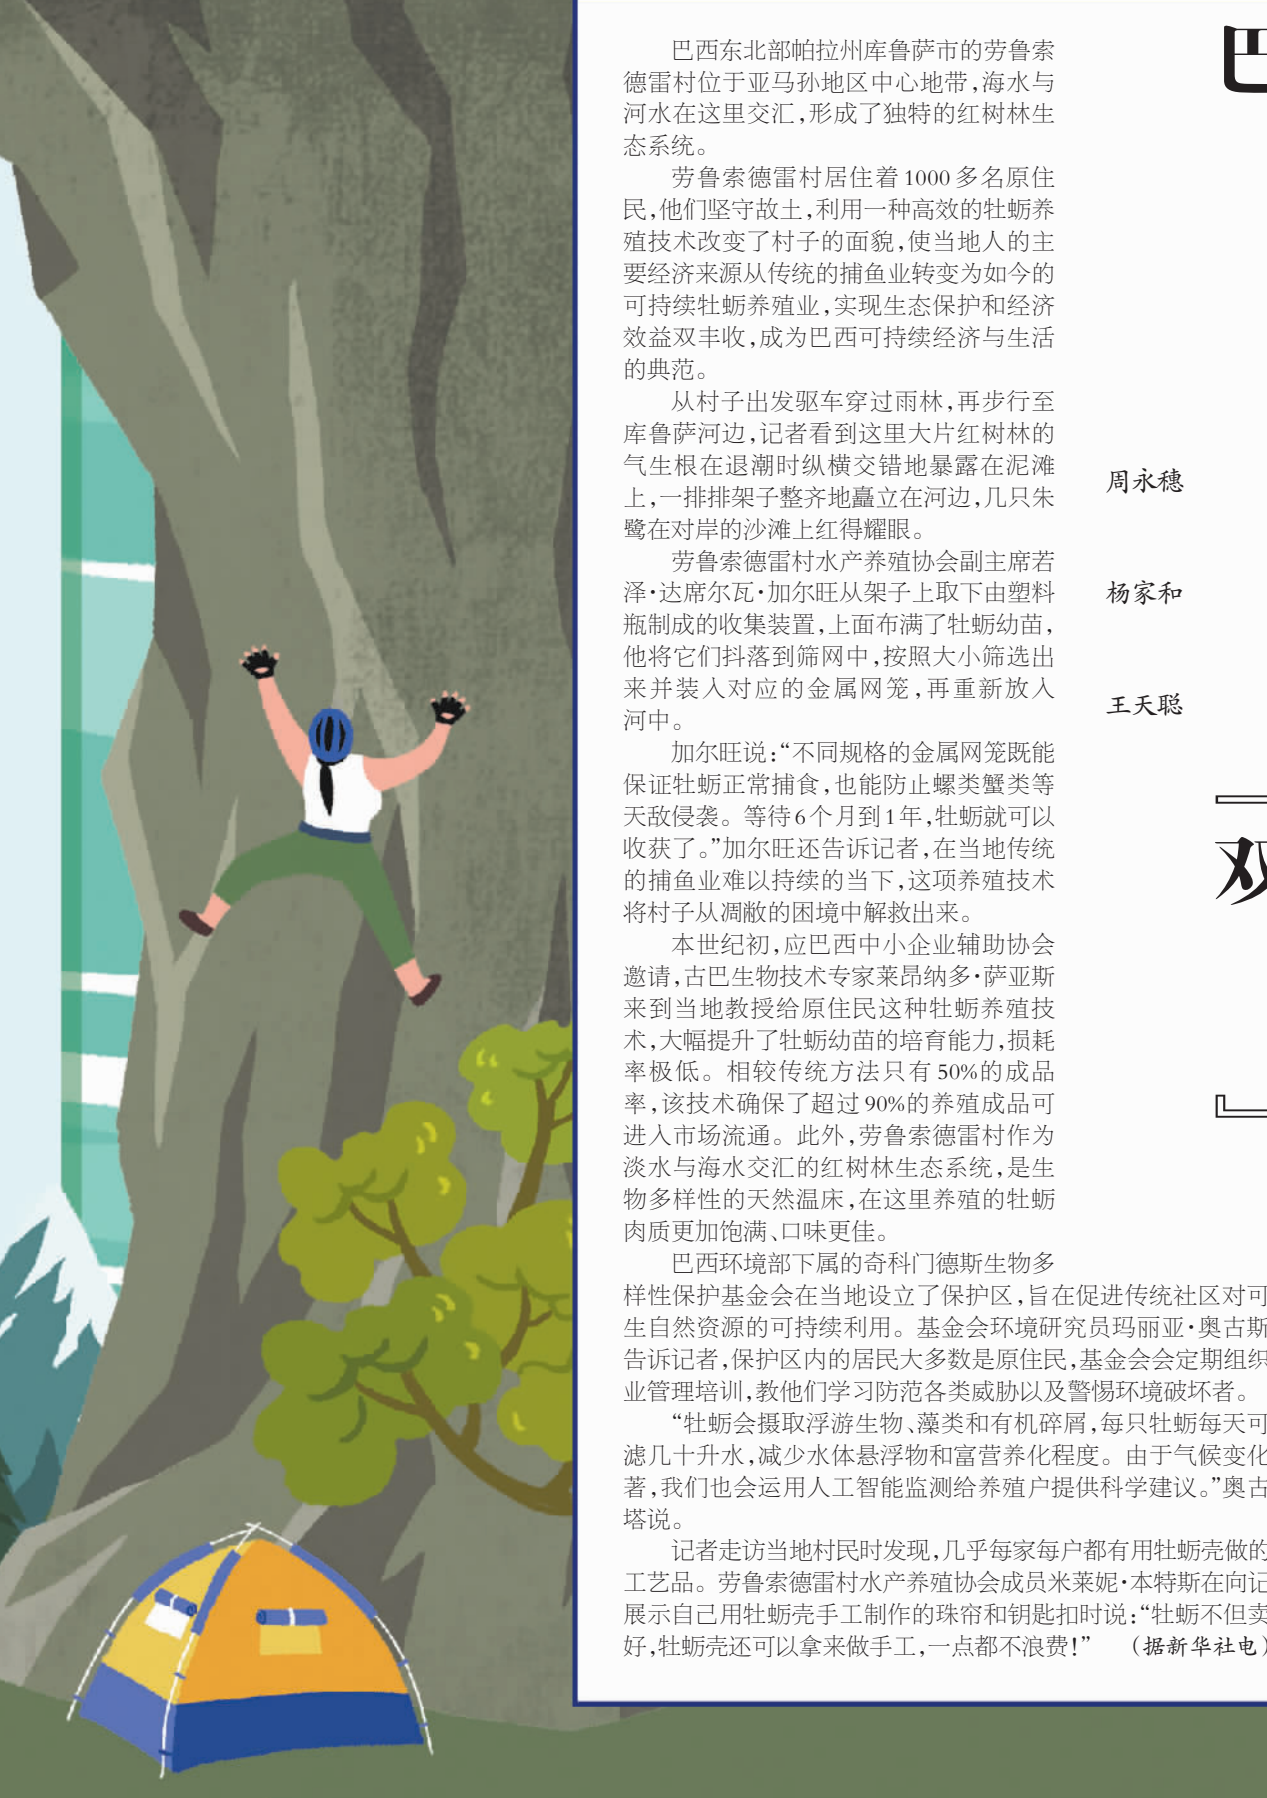 巴西东北部帕拉州库鲁萨市的劳鲁索
德雷村位于亚马孙地区中心地带,海水与
河水在这里交汇,形成了独特的红树林生
态系统。
劳鲁索德雷村居住着1000多名原住
民,他们坚守故土,利用一种高效的牡蛎养
殖技术改变了村子的面貌,使当地人的主
要经济来源从传统的捕鱼业转变为如今的
可持续牡蛎养殖业,实现生态保护和经济
效益双丰收,成为巴西可持续经济与生活
的典范。
从村子出发驱车穿过雨林,再步行至
库鲁萨河边,记者看到这里大片红树林的
气生根在退潮时纵横交错地暴露在泥滩
上,一排排架子整齐地矗立在河边,几只朱
鹭在对岸的沙滩上红得耀眼。
劳鲁索德雷村水产养殖协会副主席若
泽·达席尔瓦·加尔旺从架子上取下由塑料
瓶制成的收集装置,上面布满了牡蛎幼苗,
他将它们抖落到筛网中,按照大小筛选出
来并装入对应的金属网笼,再重新放入
河中。
加尔旺说:“不同规格的金属网笼既能
保证牡蛎正常捕食,也能防止螺类蟹类等
天敌侵袭。等待6个月到1年,牡蛎就可以
收获了。”加尔旺还告诉记者,在当地传统
的捕鱼业难以持续的当下,这项养殖技术
将村子从凋敝的困境中解救出来。
本世纪初,应巴西中小企业辅助协会
邀请,古巴生物技术专家莱昂纳多·萨亚斯
来到当地教授给原住民这种牡蛎养殖技
术,大幅提升了牡蛎幼苗的培育能力,损耗
率极低。相较传统方法只有50%的成品
率,该技术确保了超过90%的养殖成品可
进入市场流通。此外,劳鲁索德雷村作为
淡水与海水交汇的红树林生态系统,是生
物多样性的天然温床,在这里养殖的牡蛎
肉质更加饱满、口味更佳。
巴西环境部下属的奇科门德斯生物多
样性保护基金会在当地设立了保护区,旨在促进传统社区对可
生自然资源的可持续利用。基金会环境研究员玛丽亚·奥古斯
告诉记者,保护区内的居民大多数是原住民,基金会会定期组织
业管理培训,教他们学习防范各类威胁以及警惕环境破坏者。
“牡蛎会摄取浮游生物、藻类和有机碎屑,每只牡蛎每天可
滤几十升水,减少水体悬浮物和富营养化程度。由于气候变化
著,我们也会运用人工智能监测给养殖户提供科学建议。”奥古
塔说。
记者走访当地村民时发现,几乎每家每户都有用牡蛎壳做的
工艺品。劳鲁索德雷村水产养殖协会成员米莱妮·本特斯在向记
展示自己用牡蛎壳手工制作的珠帘和钥匙扣时说:“牡蛎不但卖
好,牡蛎壳还可以拿来做手工,一点都不浪费!” (据新华社电)
周永穗
杨家和
王天聪
巴
双